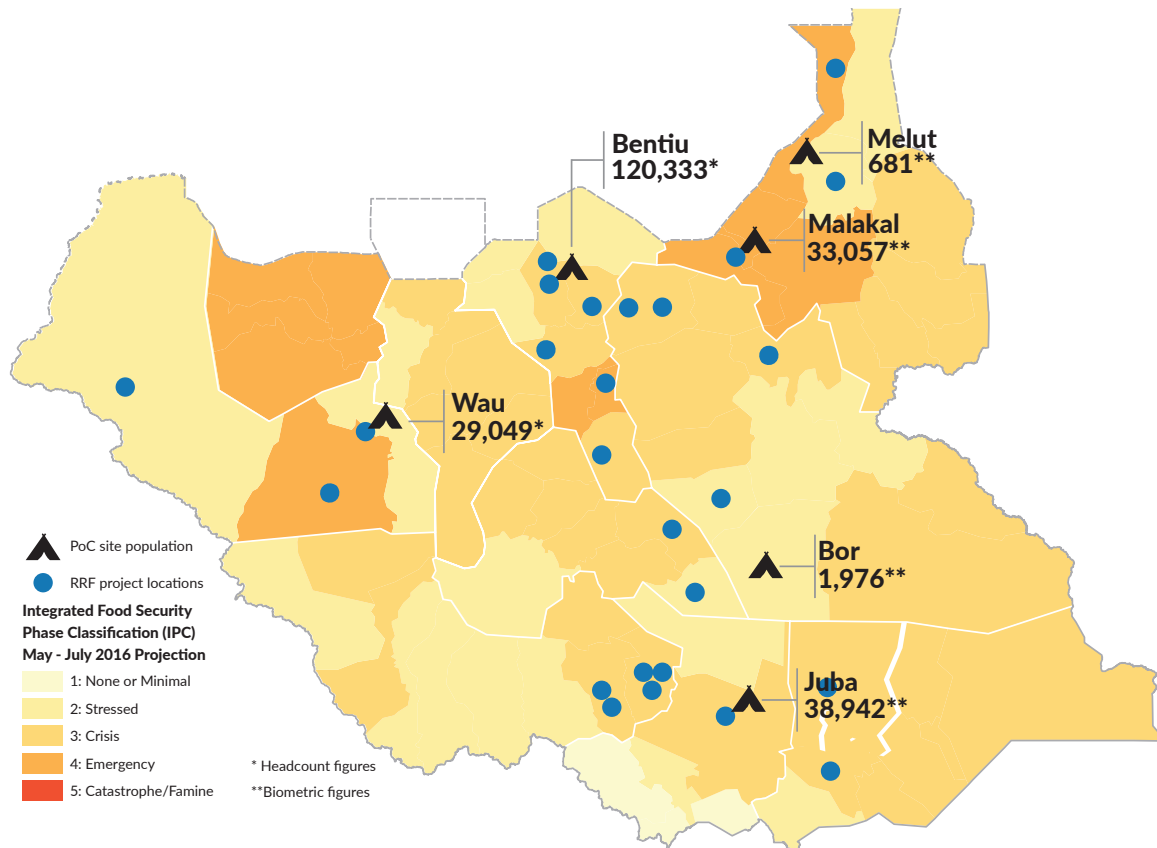 Bentiu
120,333*
Melut
681**
Malakal
33,057**
Wau
29,049*
Bor
1,976**
Juba
38,942**
PoC site population
RRF project locations
Integrated Food Security
Phase Classification (IPC)
May - July 2016 Projection
1: None or Minimal
2: Stressed
3: Crisis
4: Emergency
5: Catastrophe/Famine
* Headcount figures
**Biometric figures